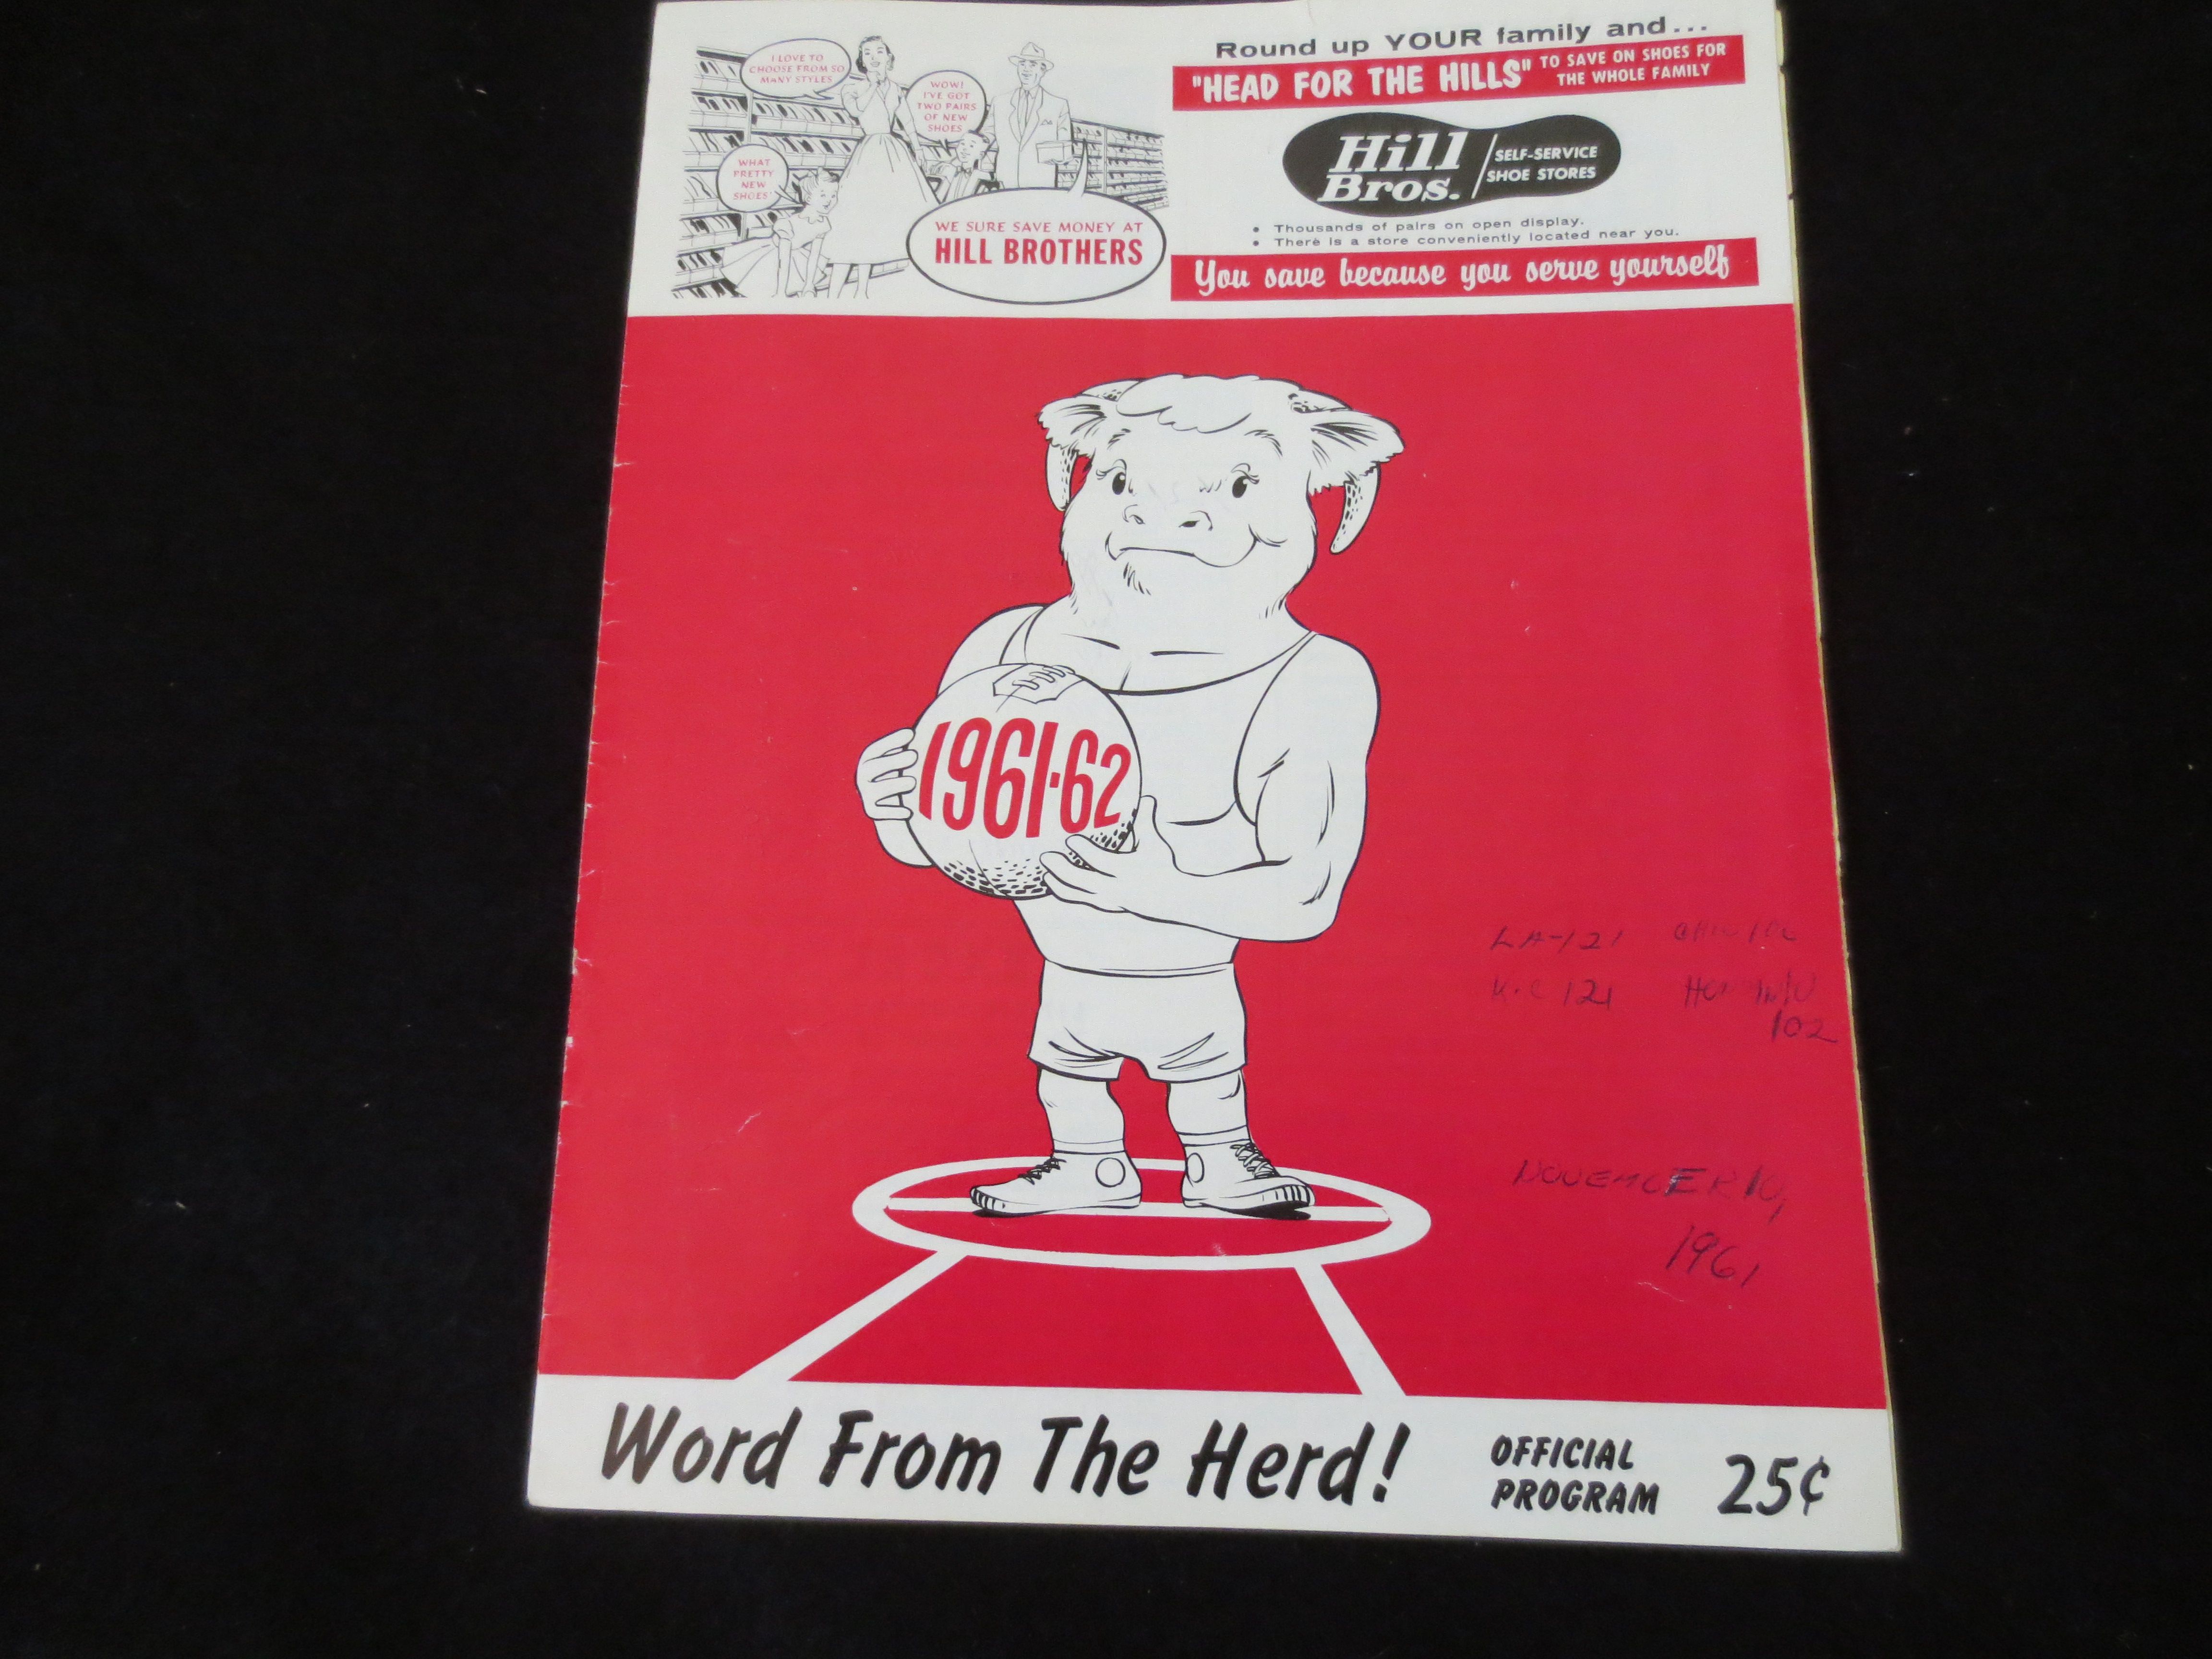 I LOVE TO
CHOOSE FROM SO
MANY STYLES
WOW!
I'VE GOT
TWO PAIRS
OF NEW
SHOES
WHAT
PRETTY
NEW
SHOES
WE SURE SAVE MONEY AT
HILL BROTHERS
Round up YOUR family and...
"HEAD FOR THE HILLS" TO SAVE ON SHOES FOR
THE WHOLE FAMILY
Hill
Bros.
SELF-SERVICE
SHOE STORES
• Thousands of pairs on open display.
• There is a store conveniently located near you.
You save because you serve yourself
1961-62
LA-121
K.C 121
102
NOVEMBER 10,
1961
Word From The Herd!
OFFICIAL
PROGRAM
25¢